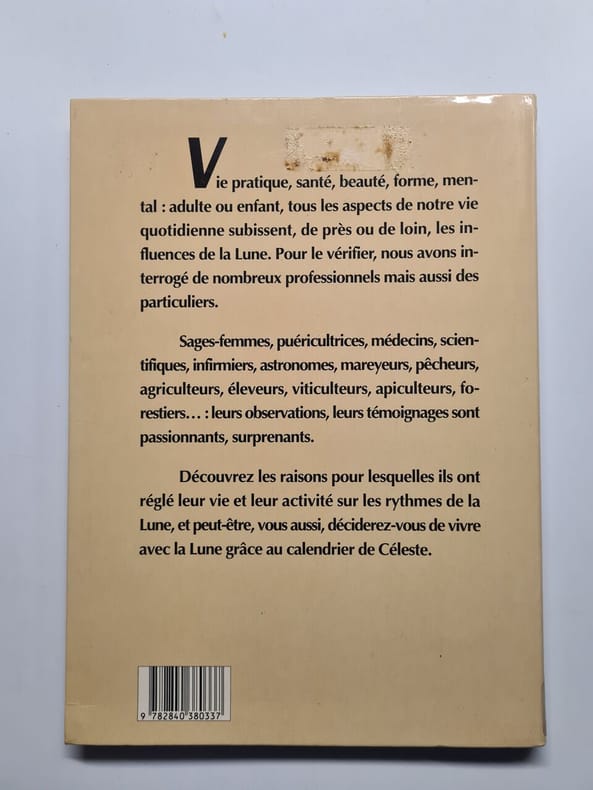 Vie pratique, santé, beauté, forme, men-
tal : adulte ou enfant, tous les aspects de notre vie
quotidienne subissent, de près ou de loin, les in-
fluences de la Lune. Pour le vérifier, nous avons in-
terrogé de nombreux professionnels mais aussi des
particuliers.
Sages-femmes, puéricultrices, médecins, scien-
tifiques, infirmiers, astronomes, mareyeurs, pêcheurs,
agriculteurs, éleveurs, viticulteurs, apiculteurs, fo-
restiers... : leurs observations, leurs témoignages sont
passionnants, surprenants.
Découvrez les raisons pour lesquelles ils ont
réglé leur vie et leur activité sur les rythmes de la
Lune, et peut-être, vous aussi, déciderez-vous de vivre
avec la Lune grâce au calendrier de Céleste.
9 782840 380337